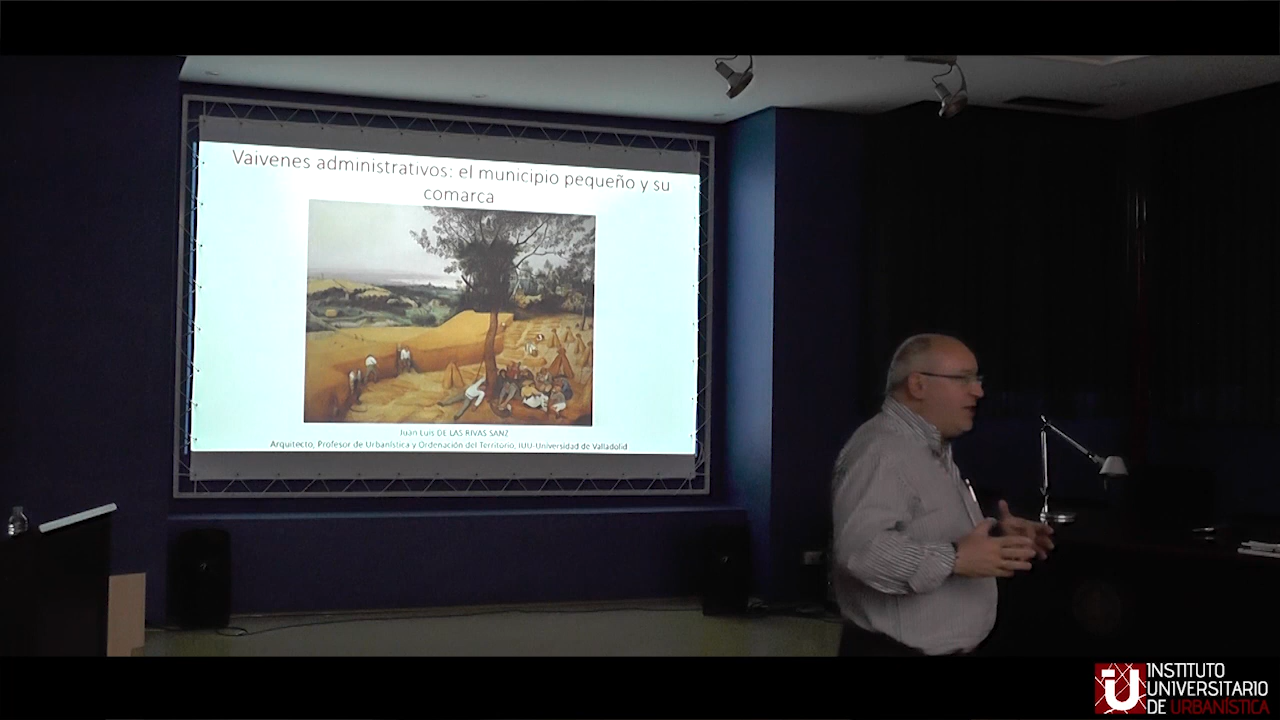 Vaivenes administrativos: el municipio pequeño y su
comarca
Juan Luis DE LAS RIVAS SANZ
Arquitecto, Profesor de Urbanística y Ordenación del Territorio, IUU-Universidad de Valladolid
IU INSTITUTO
UNIVERSITARIO
DE URBANÍSTICA